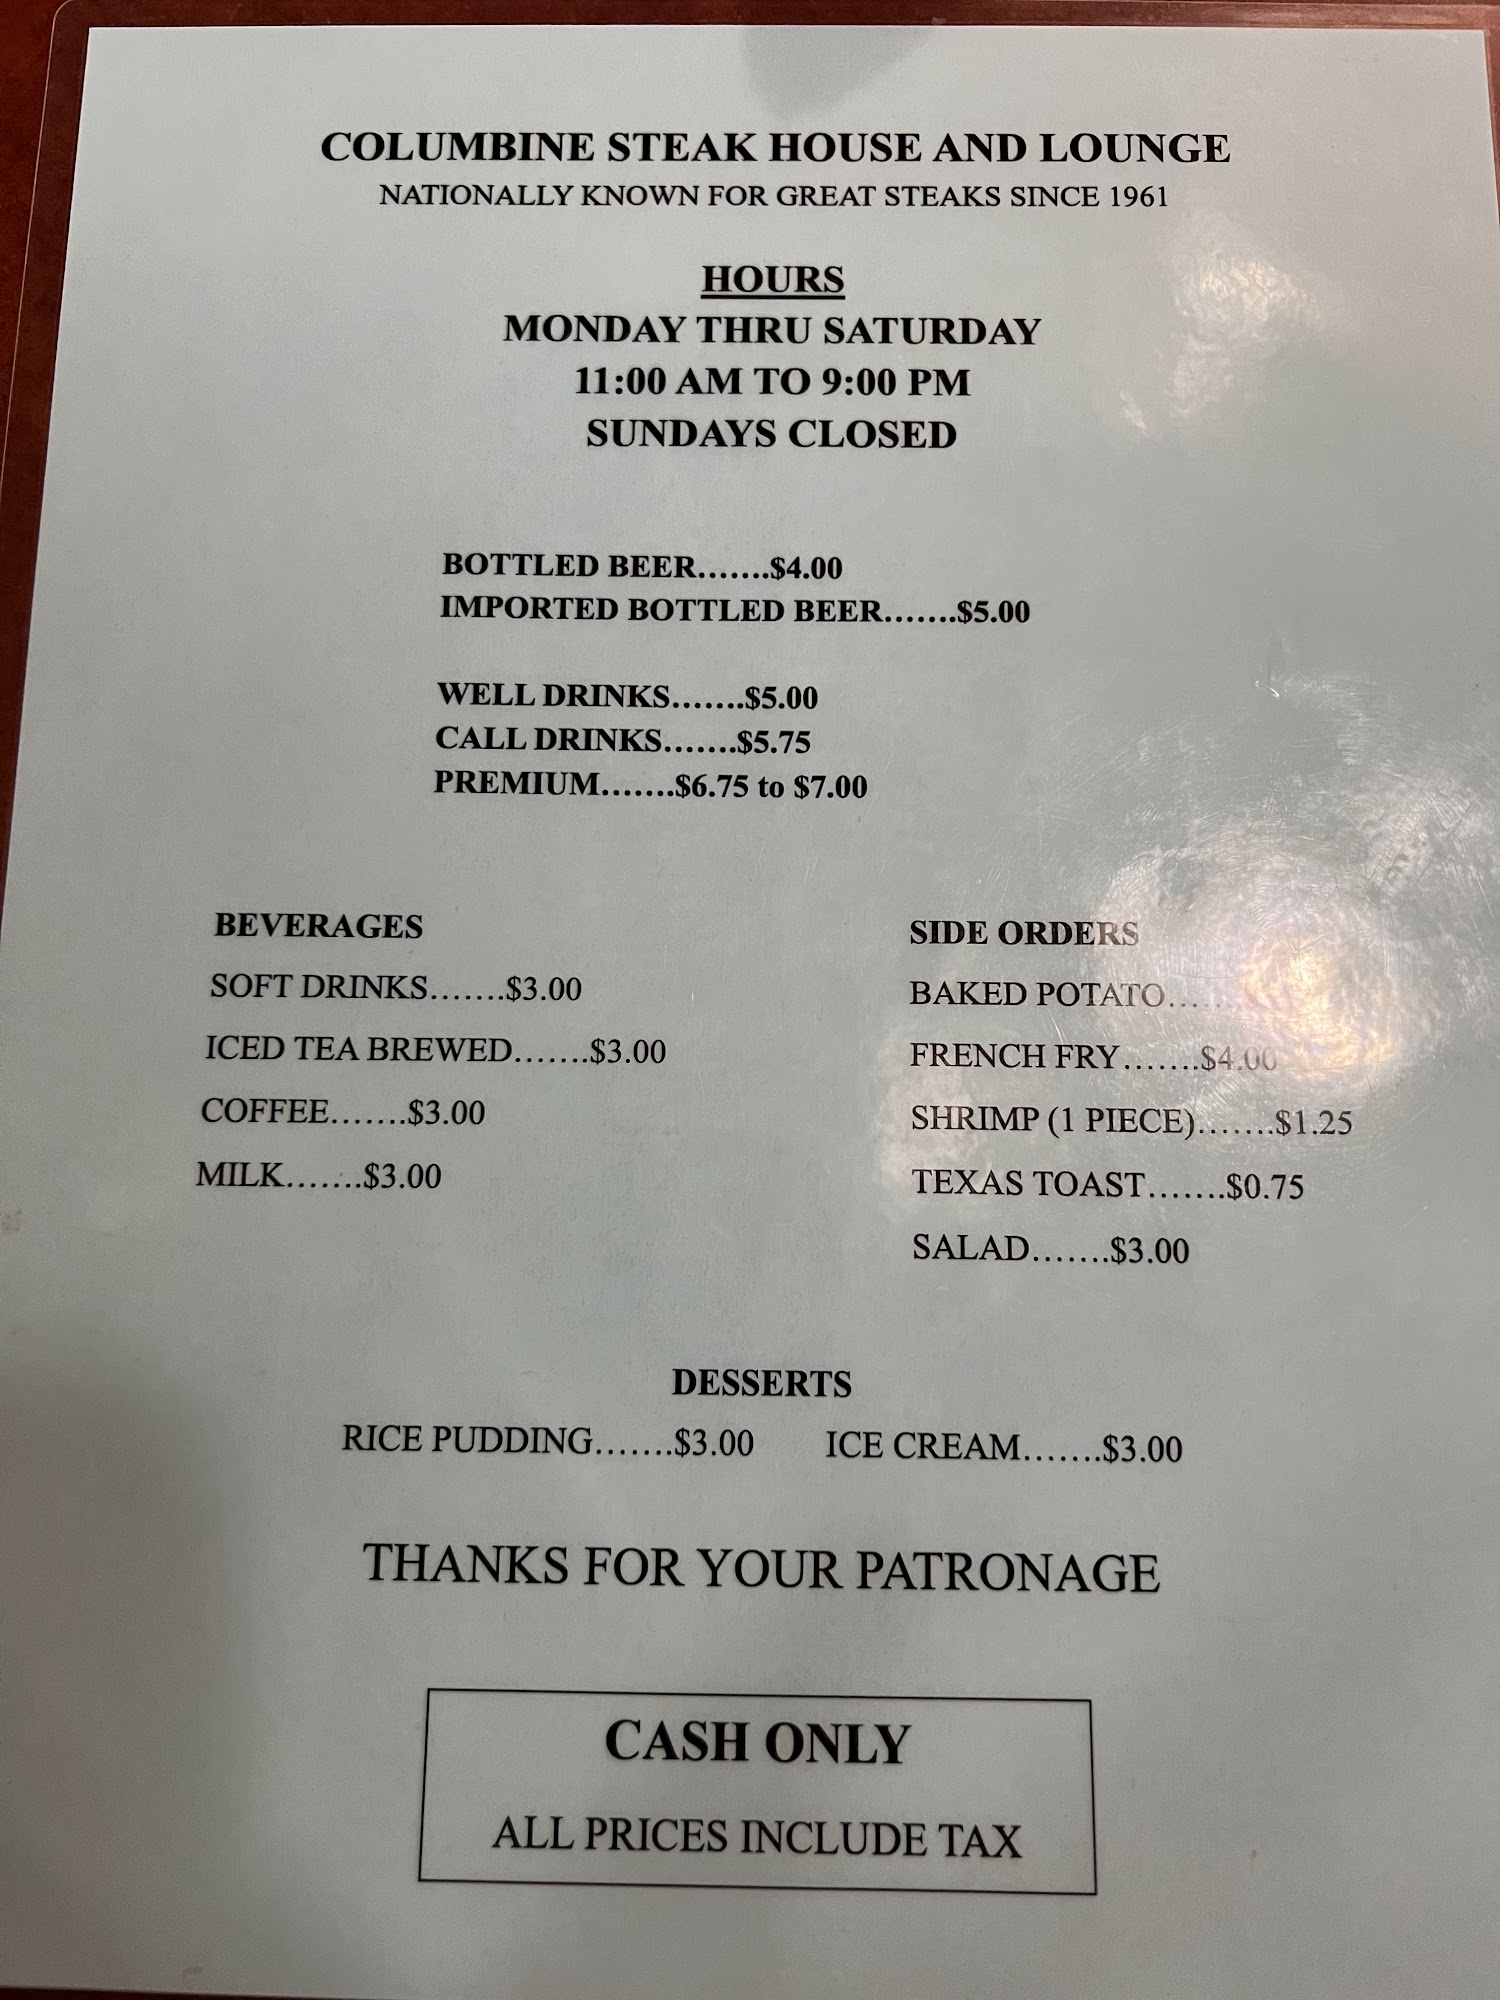 COLUMBINE STEAK HOUSE AND LOUNGE
NATIONALLY KNOWN FOR GREAT STEAKS SINCE 1961
HOURS
MONDAY THRU SATURDAY
11:00 AM TO 9:00 PM
SUNDAYS CLOSED
BOTTLED BEER.......$4.00
IMPORTED BOTTLED BEER.......$5.00
WELL DRINKS.......$5.00
CALL DRINKS.......$5.75
PREMIUM.......$6.75 to $7.00
BEVERAGES
SOFT DRINKS.......$3.00
ICED TEA BREWED.......$3.00
COFFEE.......$3.00
MILK.......$3.00
SIDE ORDERS
BAKED POTATO.......
FRENCH FRY.......$4.00
SHRIMP (1 PIECE).......$1.25
TEXAS TOAST.......$0.75
SALAD.......$3.00
DESSERTS
RICE PUDDING.......$3.00 ICE CREAM.......$3.00
THANKS FOR YOUR PATRONAGE
CASH ONLY
ALL PRICES INCLUDE TAX